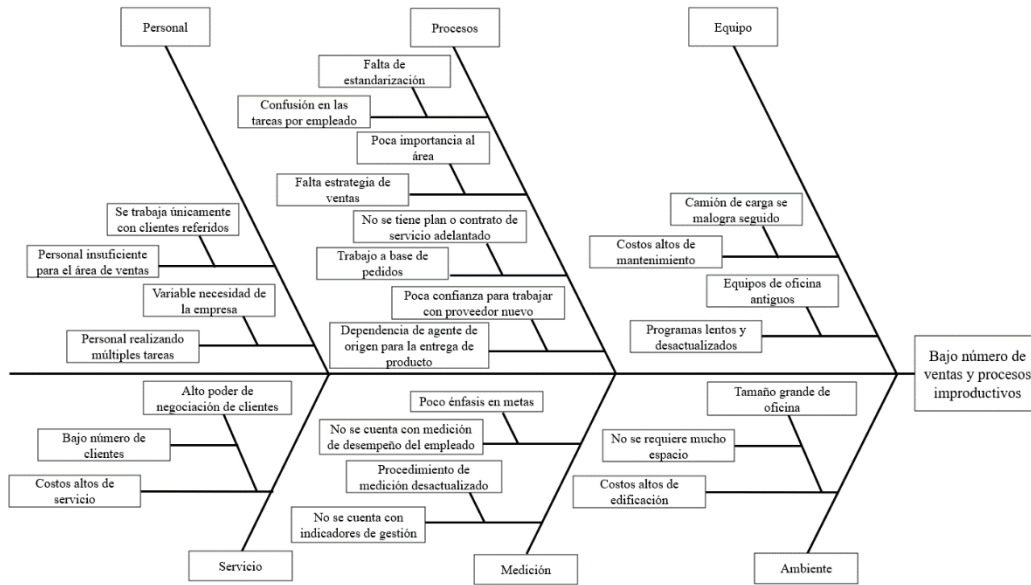 Personal
Procesos
Equipo
Falta de
estandarización
Confusión en las
tareas por empleado
Poca importancia al
área
Falta estrategia de
ventas
Se trabaja únicamente
con clientes referidos
Personal insuficiente
para el área de ventas
No se tiene plan o contrato de
servicio adelantado
Trabajo a base de
pedidos
Camión de carga se
malogra seguido
Costos altos de
mantenimiento
Variable necesidad de
la empresa
Personal realizando
múltiples tareas
Poca confianza para trabajar
con proveedor nuevo
Dependencia de agente de
origen para la entrega de
producto
Equipos de oficina
antiguos
Programas lentos y
desactualizados
Bajo número de
ventas y procesos
improductivos
Alto poder de
negociación de clientes
Bajo número de
clientes
Costos altos de
servicio
Poco énfasis en metas
No se cuenta con medición
de desempeño del empleado
Procedimiento de
medición desactualizado
No se cuenta con
indicadores de gestión
Tamaño grande de
oficina
No se requiere mucho
espacio
Costos altos de
edificación
Servicio
Medición
Ambiente